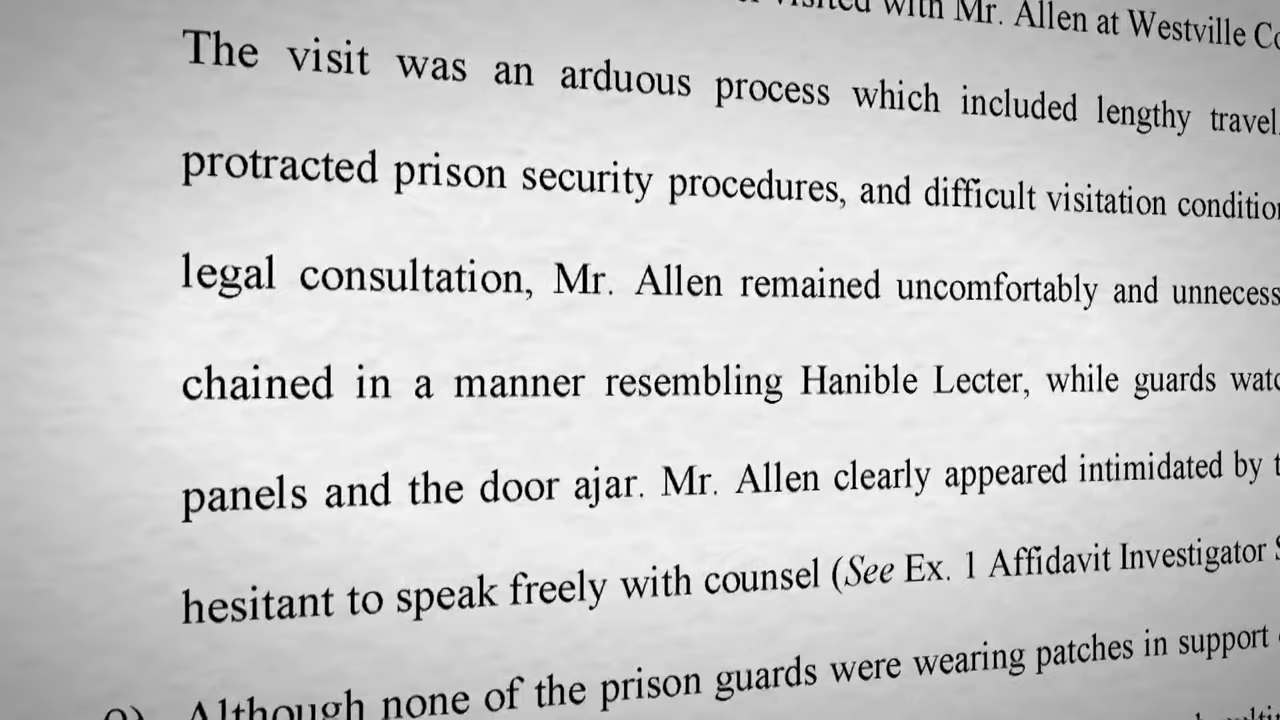 visited with Mr. Allen at Westville
The visit was an arduous process which included lengthy travel,
protracted prison security procedures, and difficult visitation
legal consultation, Mr. Allen remained uncomfortably and
chained in a manner resembling Hanible Lecter, while guards
panels and the door ajar. Mr. Allen clearly appeared intimidated by
hesitant to speak freely with counsel (See Ex. 1 Affidavit Investigator
Although none of the prison guards were wearing patches in support